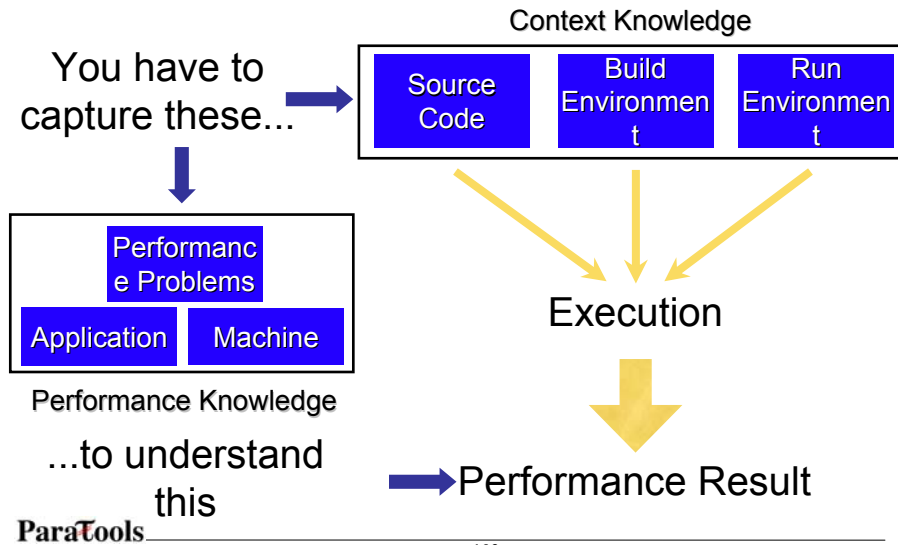 Context Knowledge
You have to
capture these...
Source
Code
Build
Environmen
t
Run
Environmen
t
Performanc
e Problems
Application
Machine
Performance Knowledge
Execution
...to understand
this
Performance Result
ParaTools